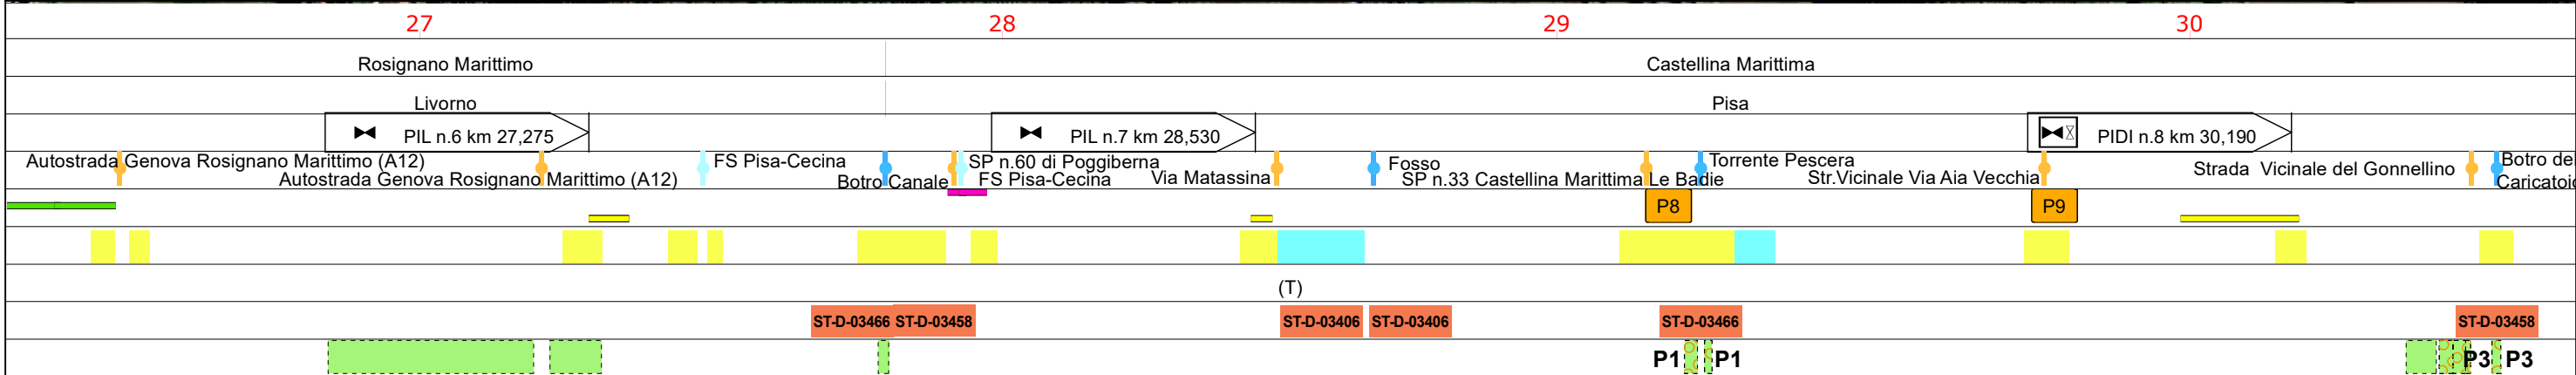 27 28 29 30
Rosignano Marittimo Castellina Marittima
Livorno Pisa
PIL n.6 km 27,275 PIL n.7 km 28,530 PIDI n.8 km 30,190
Autostrada Genova Rosignano Marittimo (A12) FS Pisa-Cecina SP n.60 di Poggiberna Fosso Torrente Pescera Strada Vicinale del Gonnellino Botro de
Autostrada Genova Rosignano Marittimo (A12) Botro Canale FS Pisa-Cecina Via Matassina SP n.33 Castellina Marittima Le Badie Str.Vicinale Via Aia Vecchia Caricatoi
P8 P9
(T)
ST-D-03466 ST-D-03458 ST-D-03406 ST-D-03406 ST-D-03466 ST-D-03458
P1 P1 P3 P3